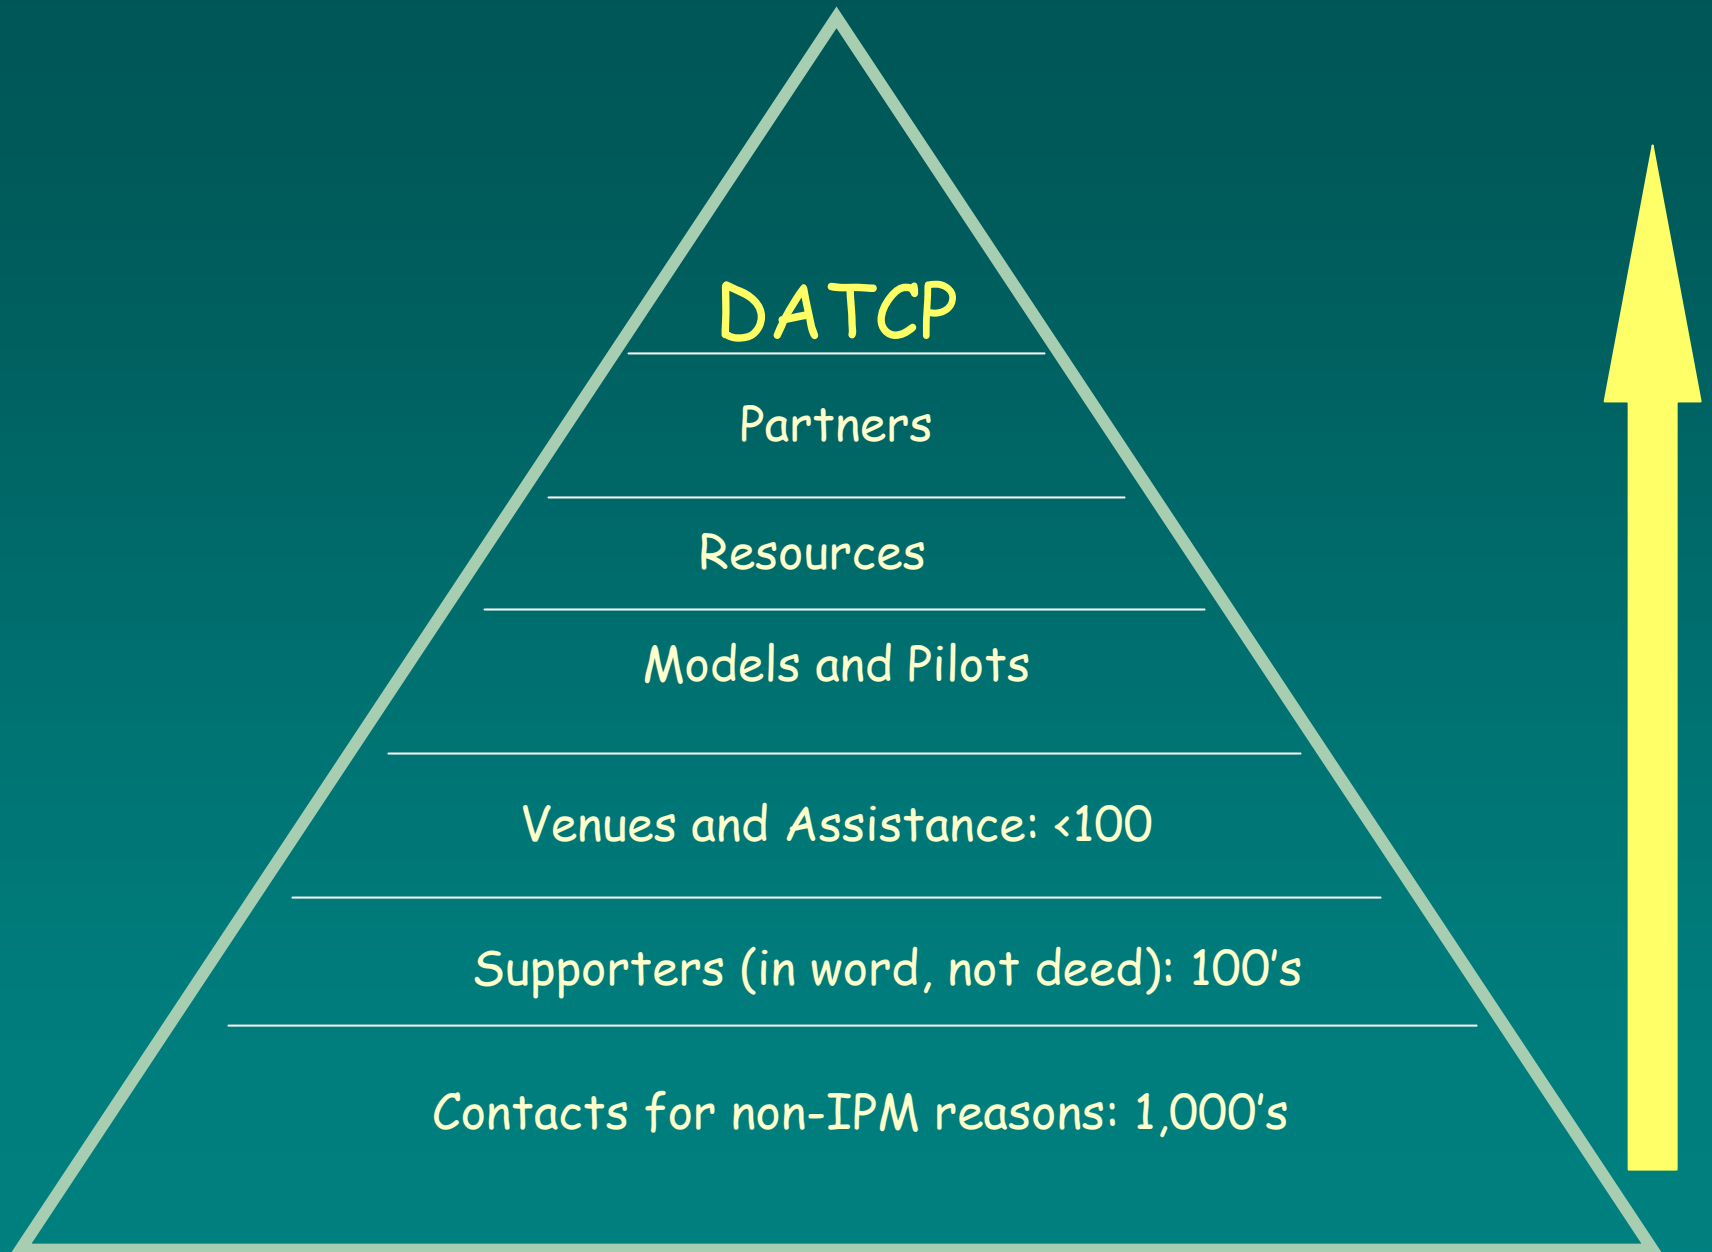 DATCP
Partners
Resources
Models and Pilots
Venues and Assistance: <100
Supporters (in word, not deed): 100's
Contacts for non-IPM reasons: 1,000's